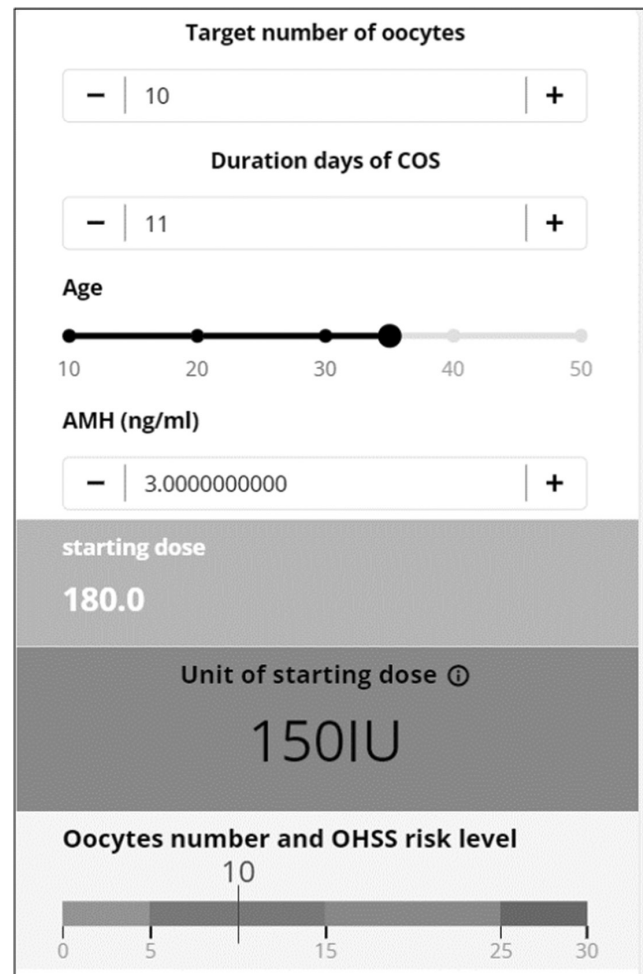 Target number of oocytes
− 10 +
Duration days of COS
− 11 +
Age
10 20 30 40 50
AMH (ng/ml)
− 3.0000000000 +
starting dose
180.0
Unit of starting dose ⓘ
150IU
Oocytes number and OHSS risk level
10
0 5 15 25 30